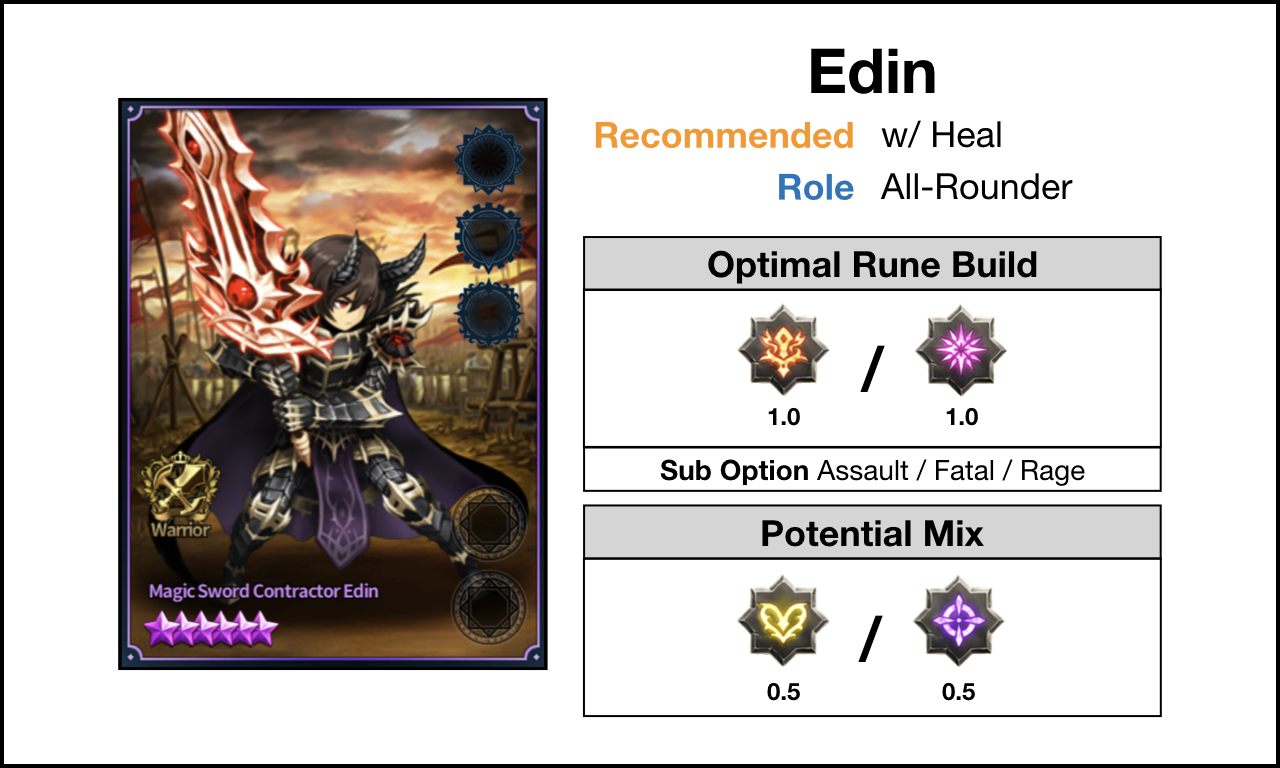 Edin
Recommended w/ Heal
Role All-Rounder
Optimal Rune Build
/
1.0 1.0
Sub Option Assault / Fatal / Rage
Potential Mix
/
0.5 0.5
Warrior
Magic Sword Contractor Edin